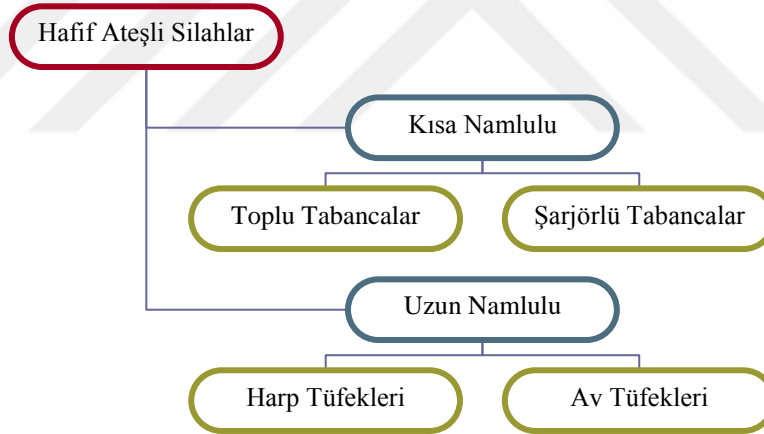 Hafif Ateşli Silahlar
Kısa Namlulu
Toplu Tabancalar
Şarjörlü Tabancalar
Uzun Namlulu
Harp Tüfekleri
Av Tüfekleri